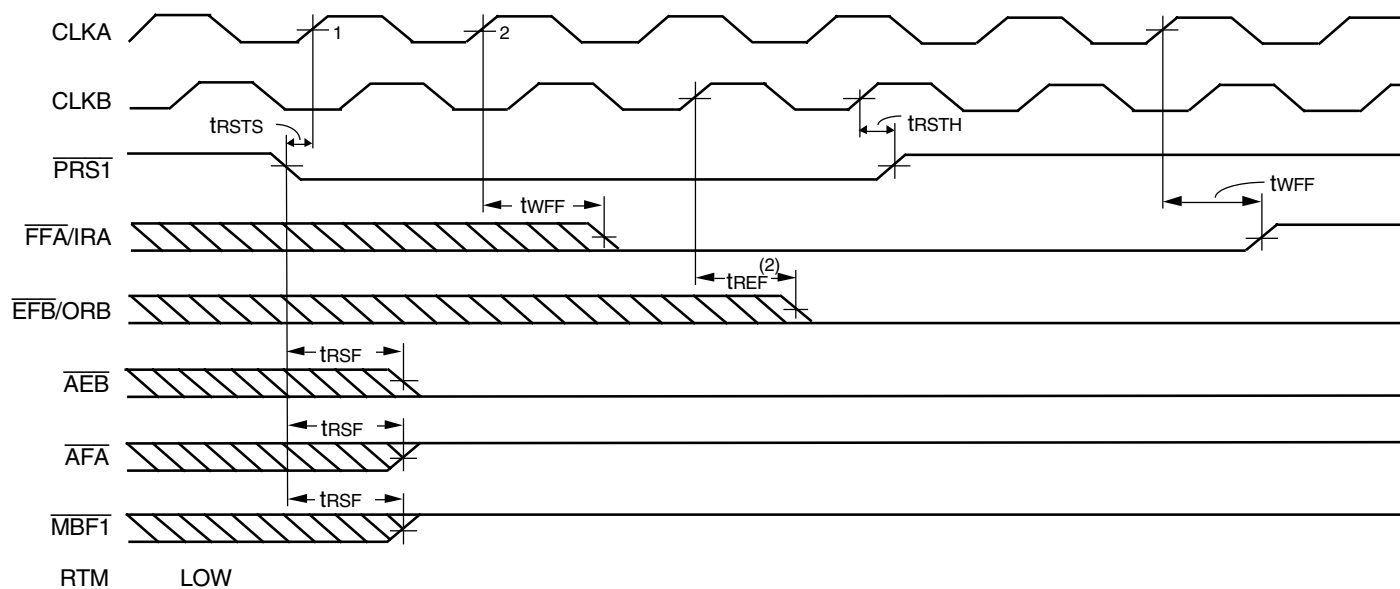 CLKA 1 2
CLKB
tRSTS tRSTH
PRS1
tWFF tWFF
FFA/IRA
tREF(2)
EFB/ORB
tRSF
AEB
tRSF
AFA
tRSF
MBF1
RTM LOW